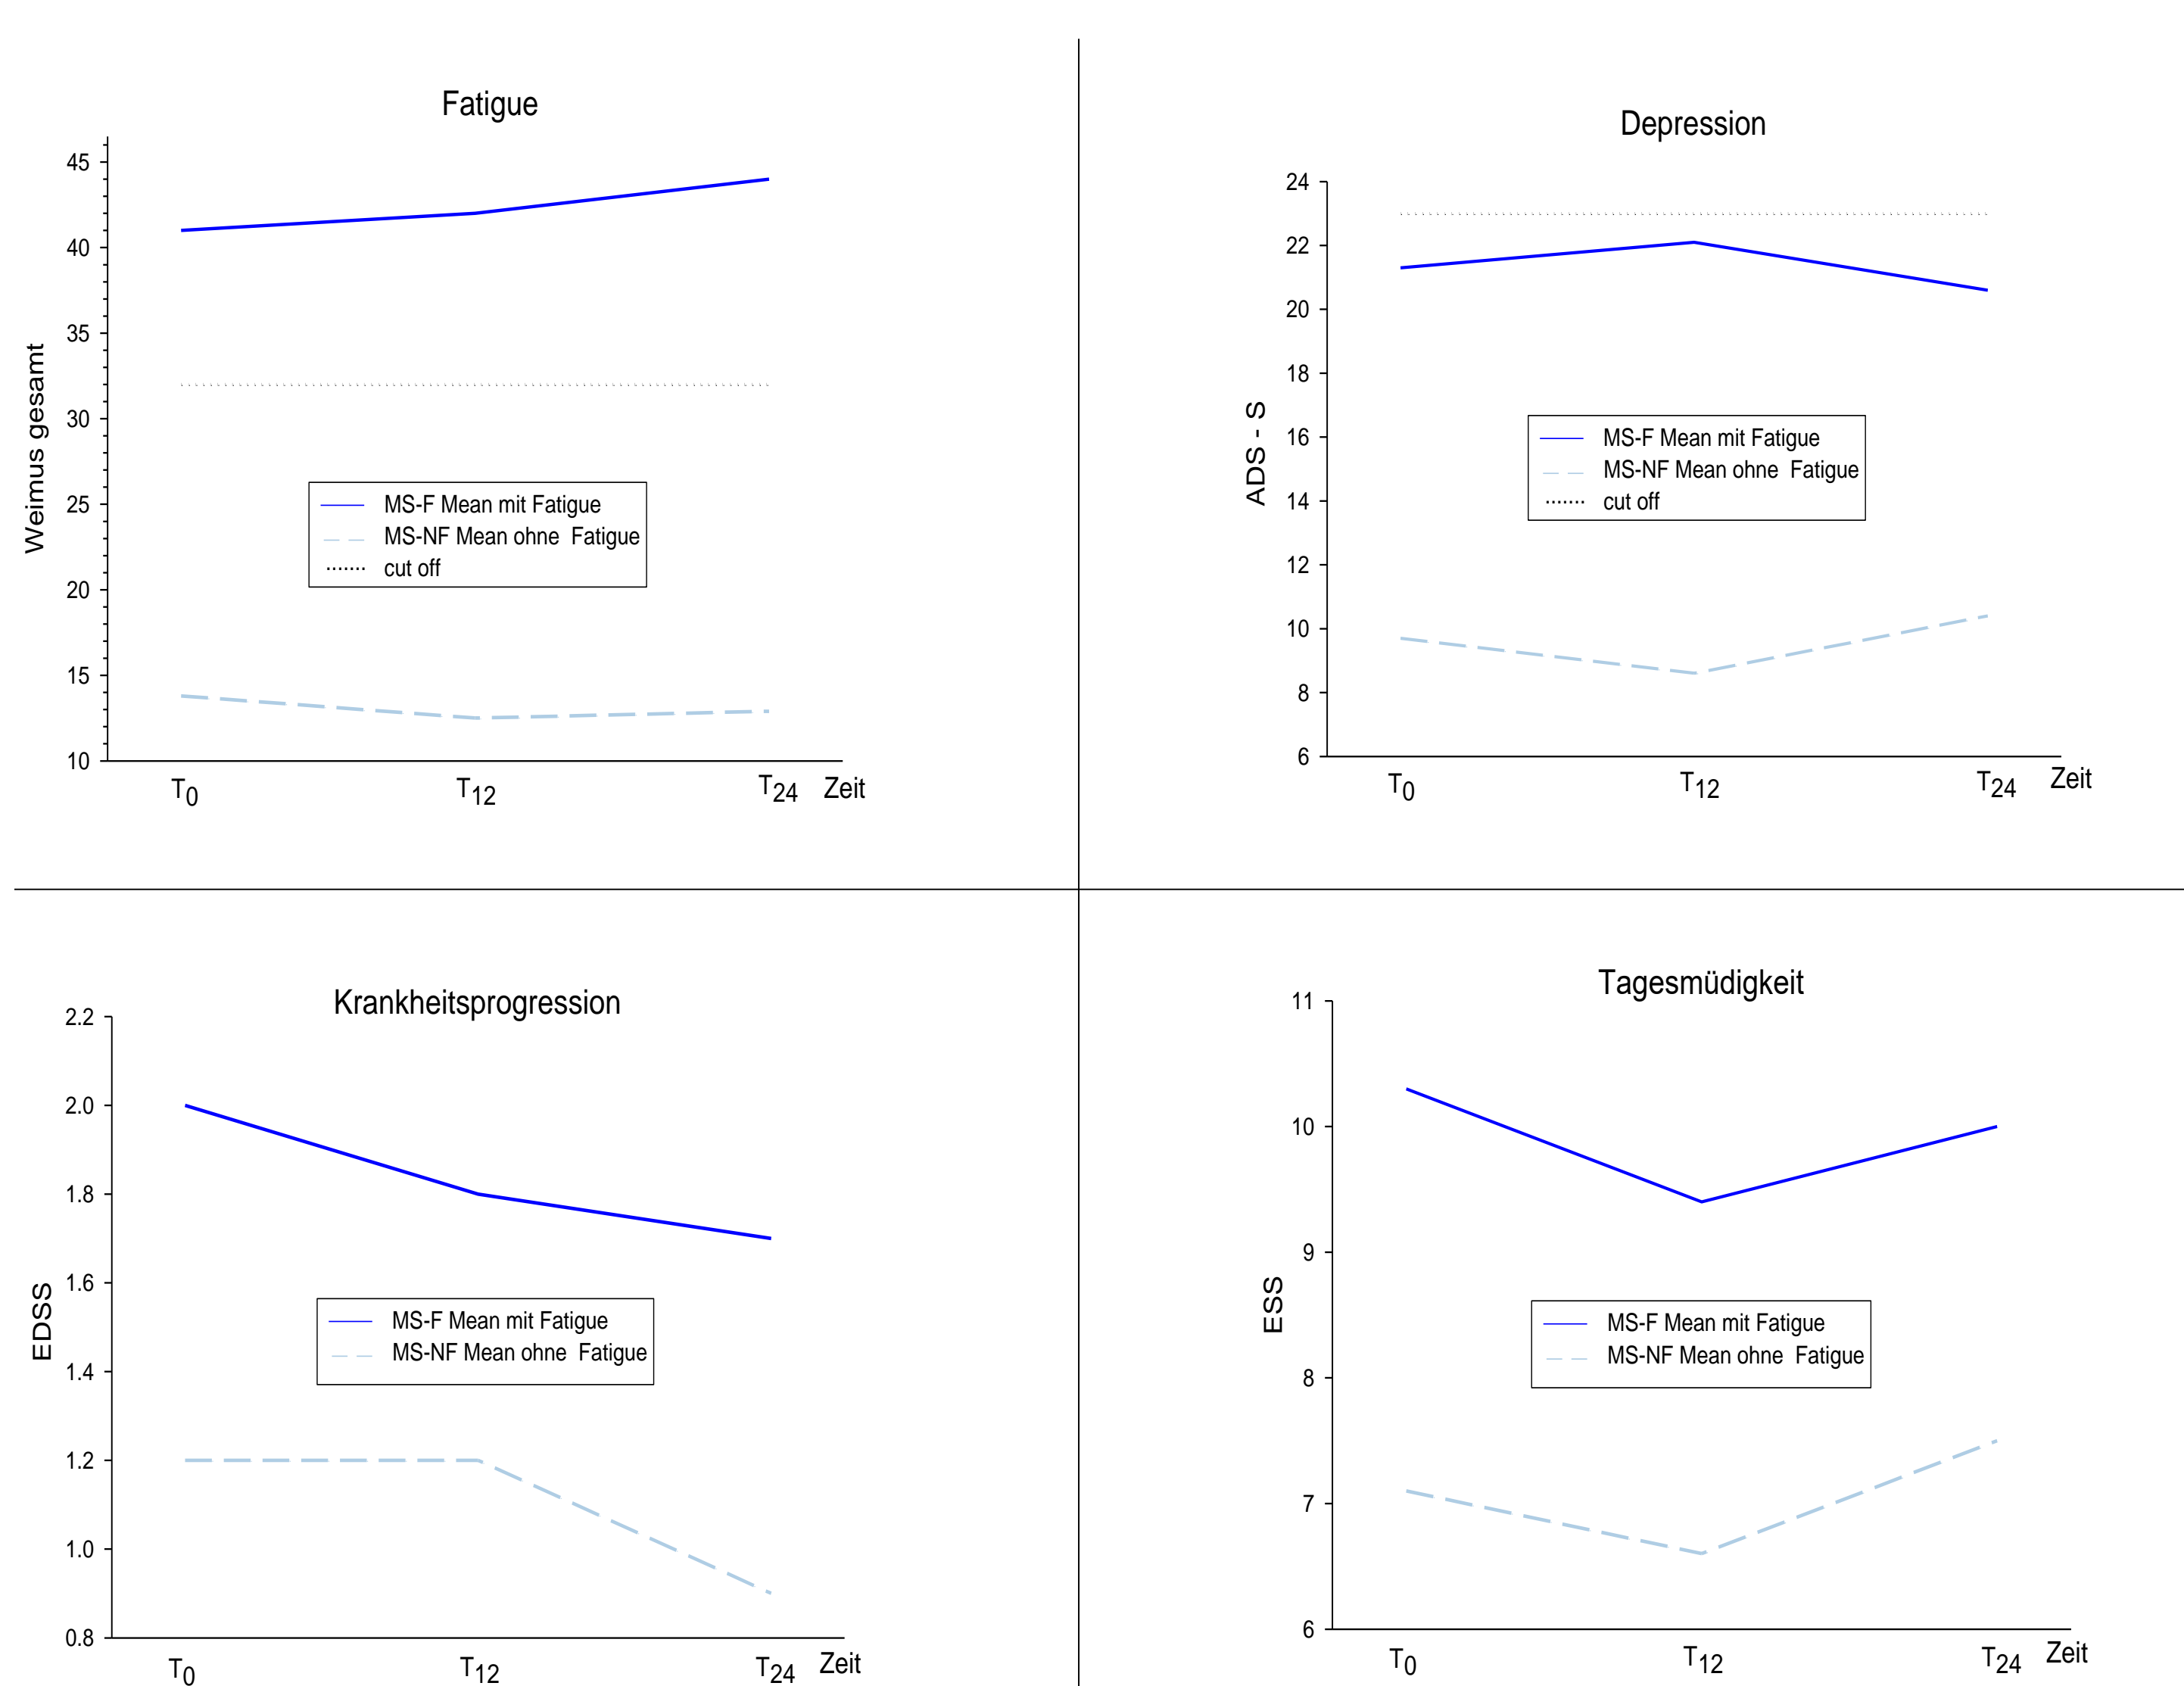 Fatigue
Weimus gesamt
45
40
35
30
25
20
15
10
MS-F Mean mit Fatigue
MS-NF Mean ohne Fatigue
cut off
T0
T12
T24
Zeit
Depression
ADS - S
24
22
20
18
16
14
12
10
8
6
MS-F Mean mit Fatigue
MS-NF Mean ohne Fatigue
cut off
T0
T12
T24
Zeit
Krankheitsprogression
EDSS
2.2
2.0
1.8
1.6
1.4
1.2
1.0
0.8
MS-F Mean mit Fatigue
MS-NF Mean ohne Fatigue
T0
T12
T24
Zeit
Tagesmüdigkeit
ESS
11
10
9
8
7
6
MS-F Mean mit Fatigue
MS-NF Mean ohne Fatigue
T0
T12
T24
Zeit